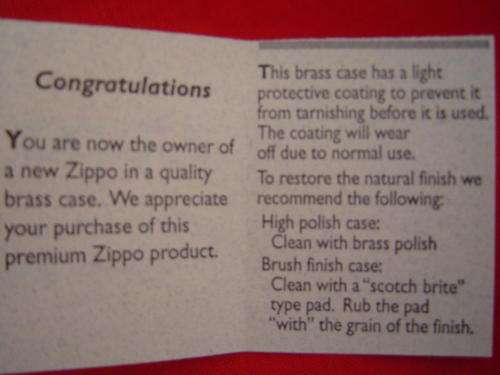 Congratulations
You are now the owner of
a new Zippo in a quality
brass case. We appreciate
your purchase of this
premium Zippo product.
This brass case has a light
protective coating to prevent it
from tarnishing before it is used.
The coating will wear
off due to normal use.
To restore the natural finish we
recommend the following:
High polish case:
Clean with brass polish
Brush finish case:
Clean with a "scotch brite"
type pad. Rub the pad
"with" the grain of the finish.